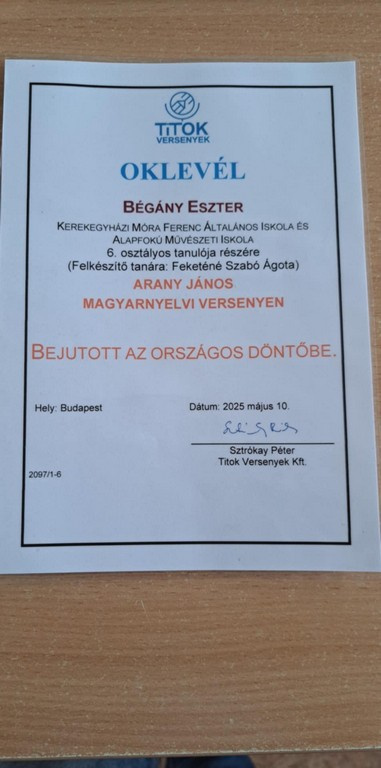 TITOK
VERSENYEK
OKLEVÉL
BÉGÁNY ESZTER
KEREKEGYHÁZI MÓRA FERENC ÁLTALÁNOS ISKOLA ÉS
ALAPFOKÚ MŰVÉSZETI ISKOLA
6. osztályos tanulója részére
(Felkészítő tanára: Feketéné Szabó Ágota)
ARANY JÁNOS
MAGYARNYELVI VERSENYEN
BEJUTOTT AZ ORSZÁGOS DÖNTŐBE.
Hely: Budapest
Dátum: 2025 május 10.
Sztrókay Péter
Titok Versenyek Kft.
2097/1-6